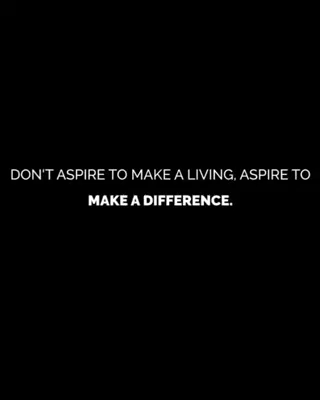 DON'T ASPIRE TO MAKE A LIVING, ASPIRE TO
MAKE A DIFFERENCE.